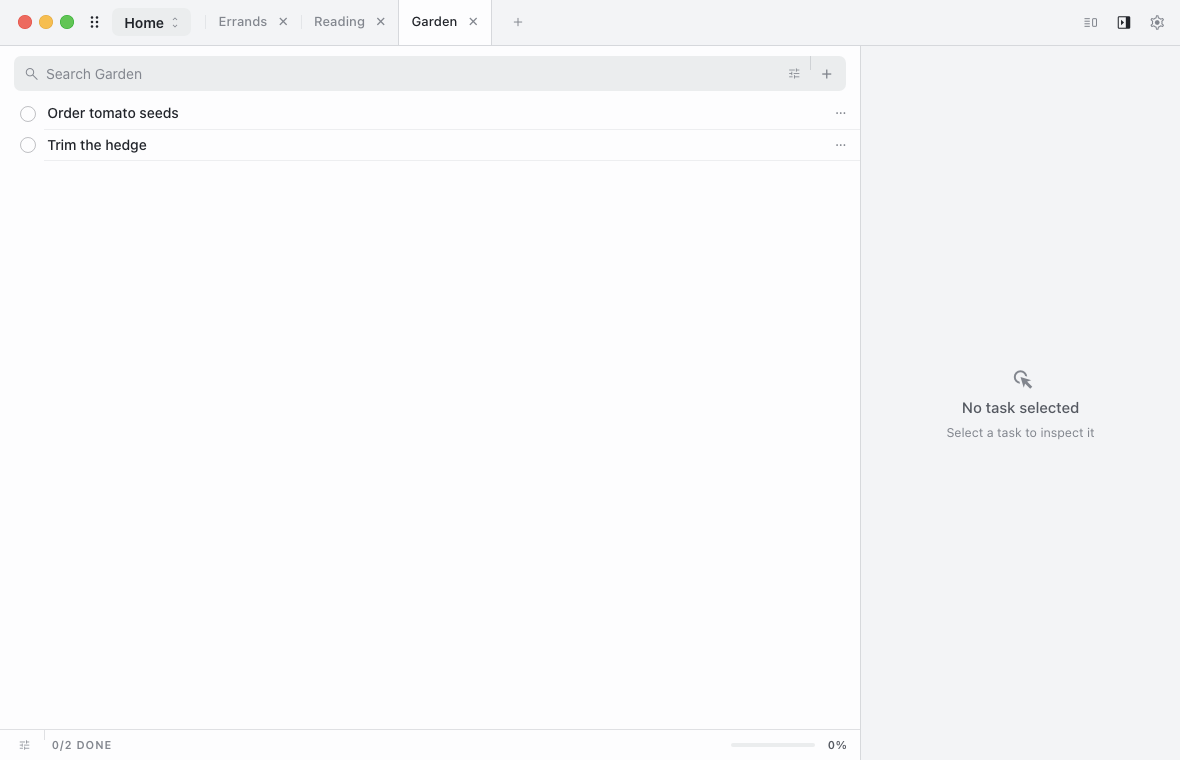 Home
Errands
Reading
Garden
Search Garden
Order tomato seeds
Trim the hedge
No task selected
Select a task to inspect it
0/2 DONE
0%